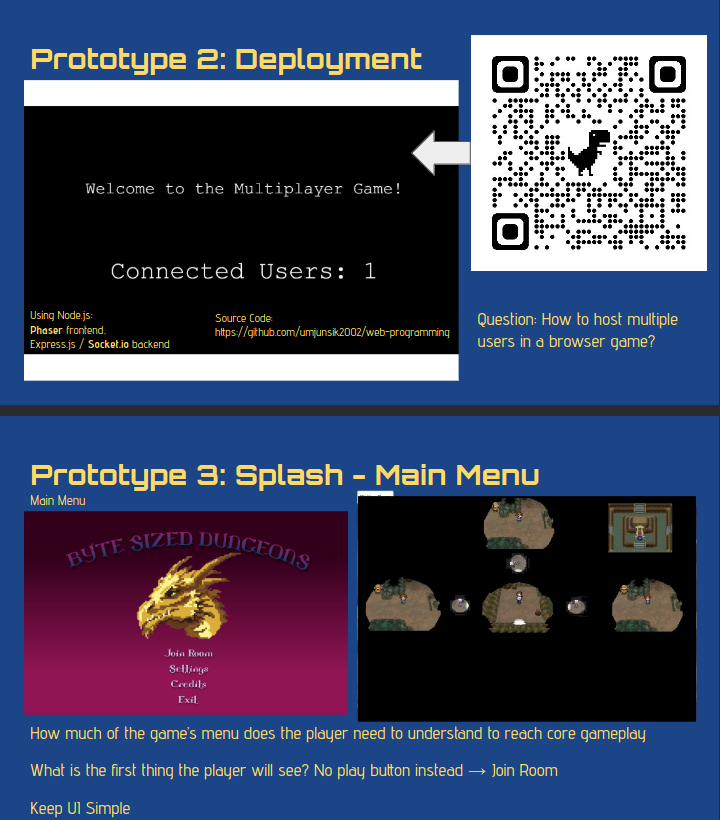 Prototype 2: Deployment
Welcome to the Multiplayer Game!
Connected Users: 1
Using Node.js:
Phaser frontend,
Express.js / Socket.io backend
Source Code:
https://github.com/umjunsik2002/web-programming
Question: How to host multiple
users in a browser game?
Prototype 3: Splash - Main Menu
Main Menu
BYTE SIZED DUNGEONS
Join Room
Settings
Credits
Exit
How much of the game's menu does the player need to understand to reach core gameplay
What is the first thing the player will see? No play button instead → Join Room
Keep UI Simple